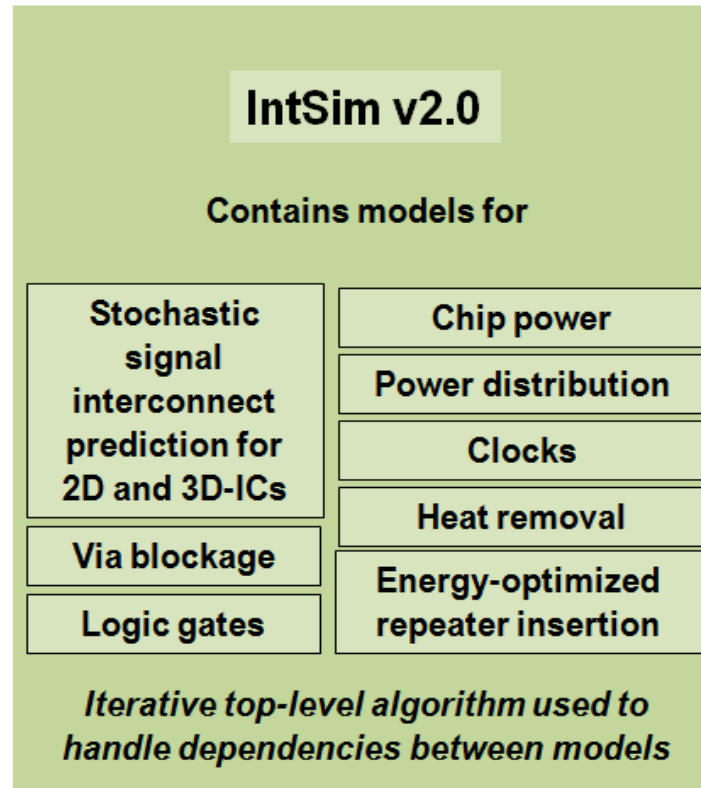 IntSim v2.0
Contains models for
Stochastic
signal
interconnect
prediction for
2D and 3D-ICs
Via blockage
Logic gates
Chip power
Power distribution
Clocks
Heat removal
Energy-optimized
repeater insertion
Iterative top-level algorithm used to
handle dependencies between models